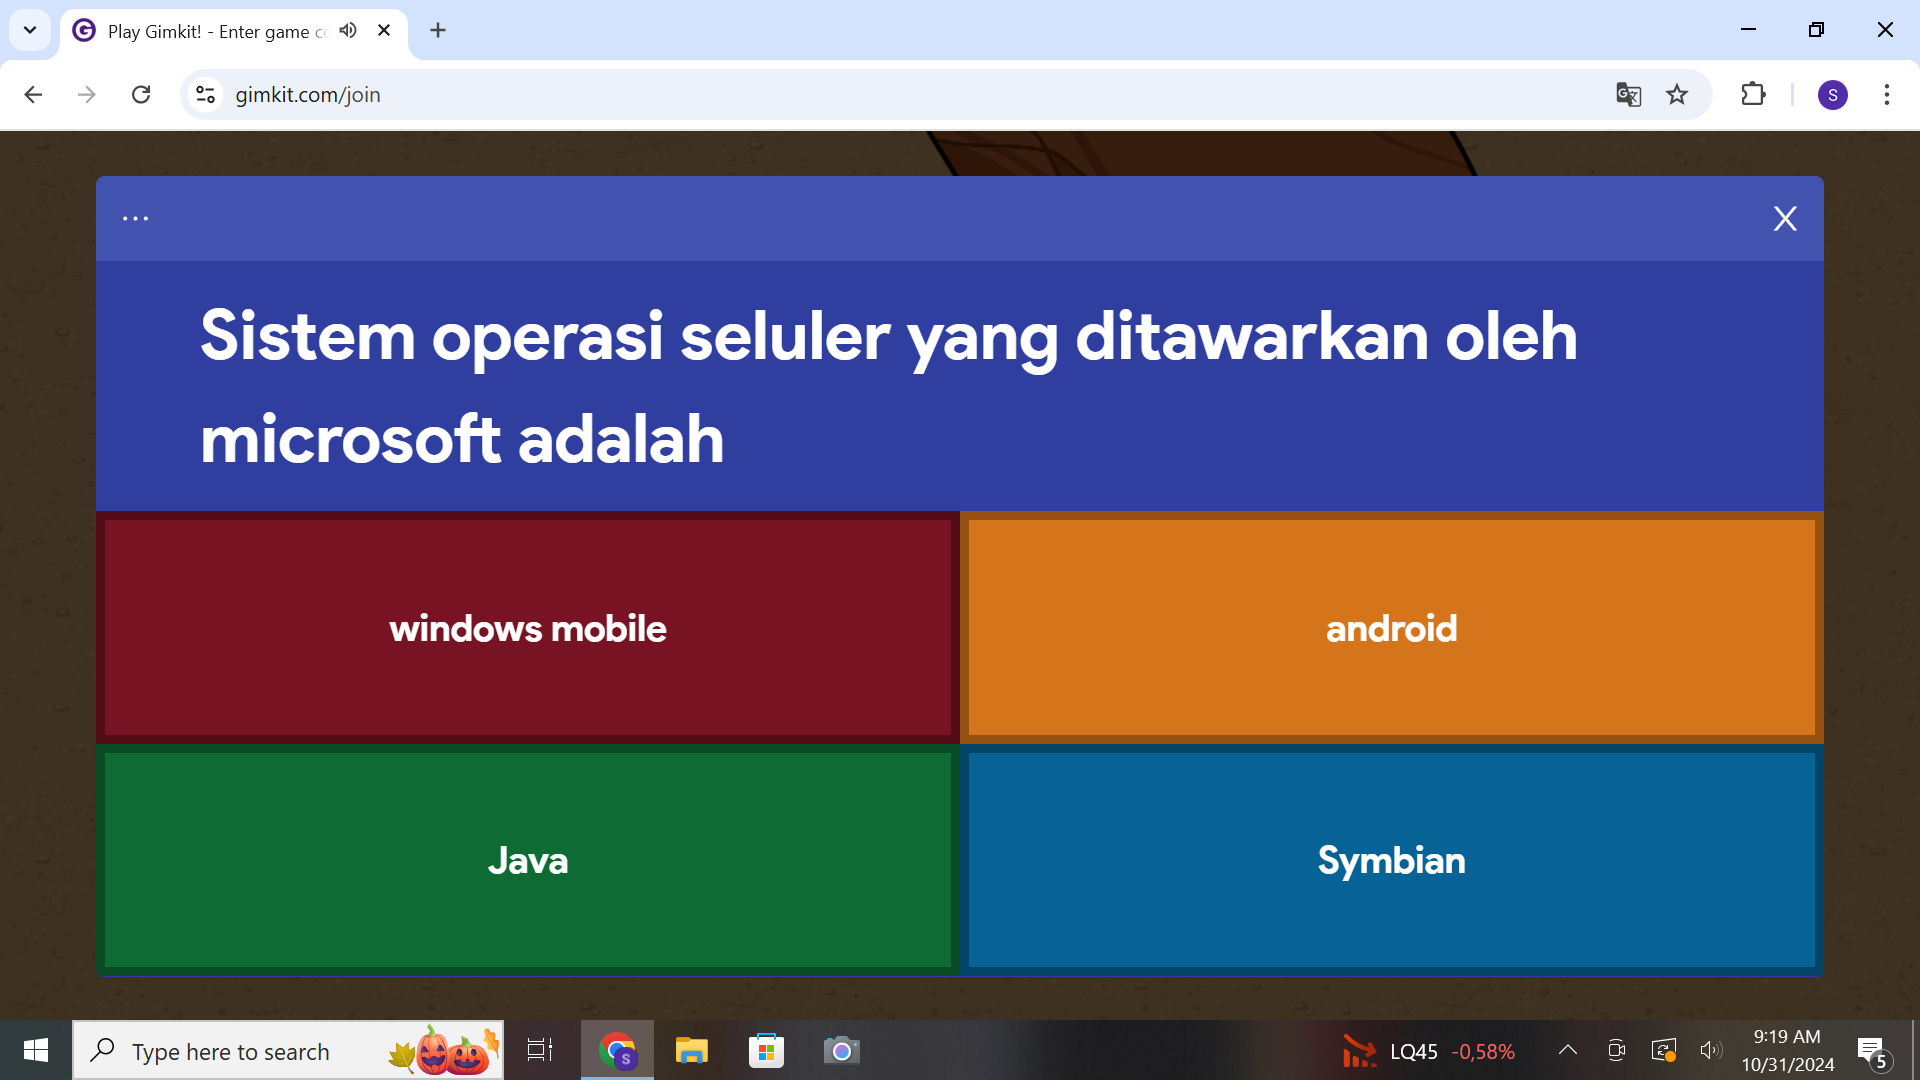 Play Gimkit! - Enter game c
gimkit.com/join
S
...
X
Sistem operasi seluler yang ditawarkan oleh
microsoft adalah
windows mobile
android
Java
Symbian
Type here to search
S
LQ45 -0,58%
9:19 AM
10/31/2024
5